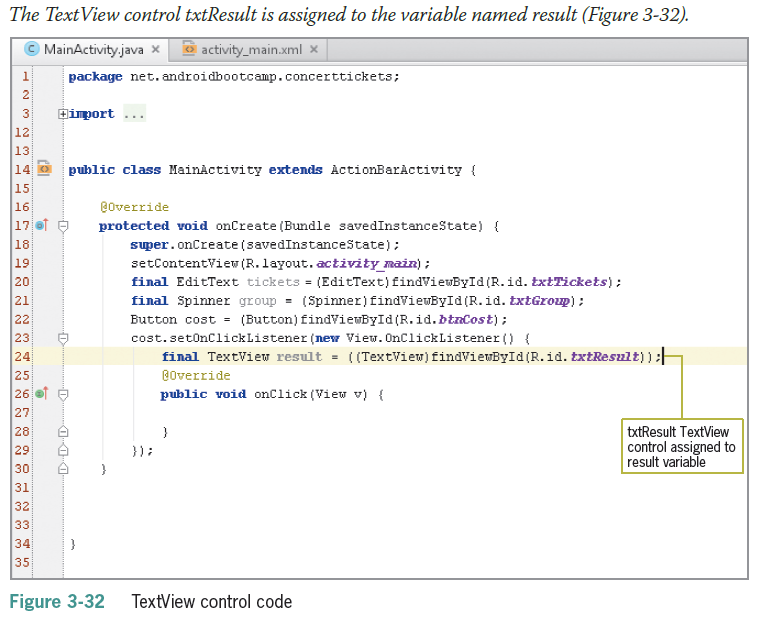 The TextView control txtResult is assigned to the variable named result (Figure 3-32).
MainActivity.java × activity_main.xml ×
1 package net.androidbootcamp.concerttickets;
2
3 import ...
12
13
14 public class MainActivity extends ActionBarActivity {
15
16 @Override
17 protected void onCreate(Bundle savedInstanceState) {
18 super.onCreate(savedInstanceState);
19 setContentView(R.layout.activity_main);
20 final EditText tickets = (EditText)findViewById(R.id.txtTickets);
21 final Spinner group = (Spinner)findViewById(R.id.txtGroup);
22 Button cost = (Button)findViewById(R.id.btnCost);
23 cost.setOnClickListener(new View.OnClickListener() {
24 final TextView result = ((TextView)findViewById(R.id.txtResult));
25 @Override
26 public void onClick(View v) {
27
28 }
29 });
30 }
31
32
33
34 }
35
txtResult TextView
control assigned to
result variable
Figure 3-32 TextView control code